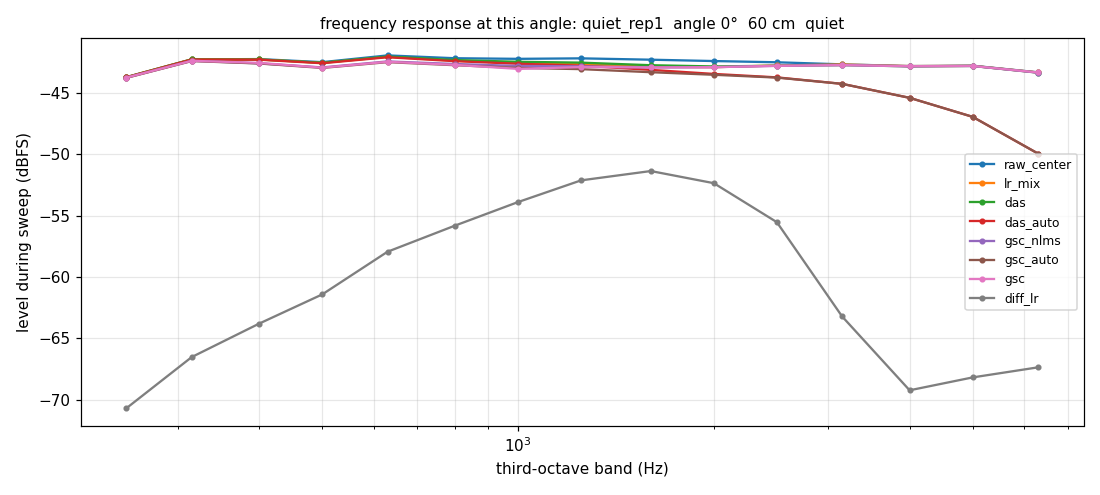 frequency response at this angle: quiet_rep1  angle 0°  60 cm  quiet
level during sweep (dBFS)
−45
−50
−55
−60
−65
−70
raw_center
lr_mix
das
das_auto
gsc_nlms
gsc_auto
gsc
diff_lr
10³
third-octave band (Hz)